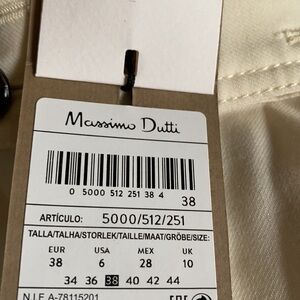 Massimo Dutti
0 5000 512 251 38 4
38
ARTÍCULO: 5000/512/251
TALLA/TALHA/STORLEK/TAILLE/MAAT/GRÖBE/SIZE:
EUR USA MEX UK
38 6 28 10
34 36 38 40 42 44
N.I.F. A-78115201